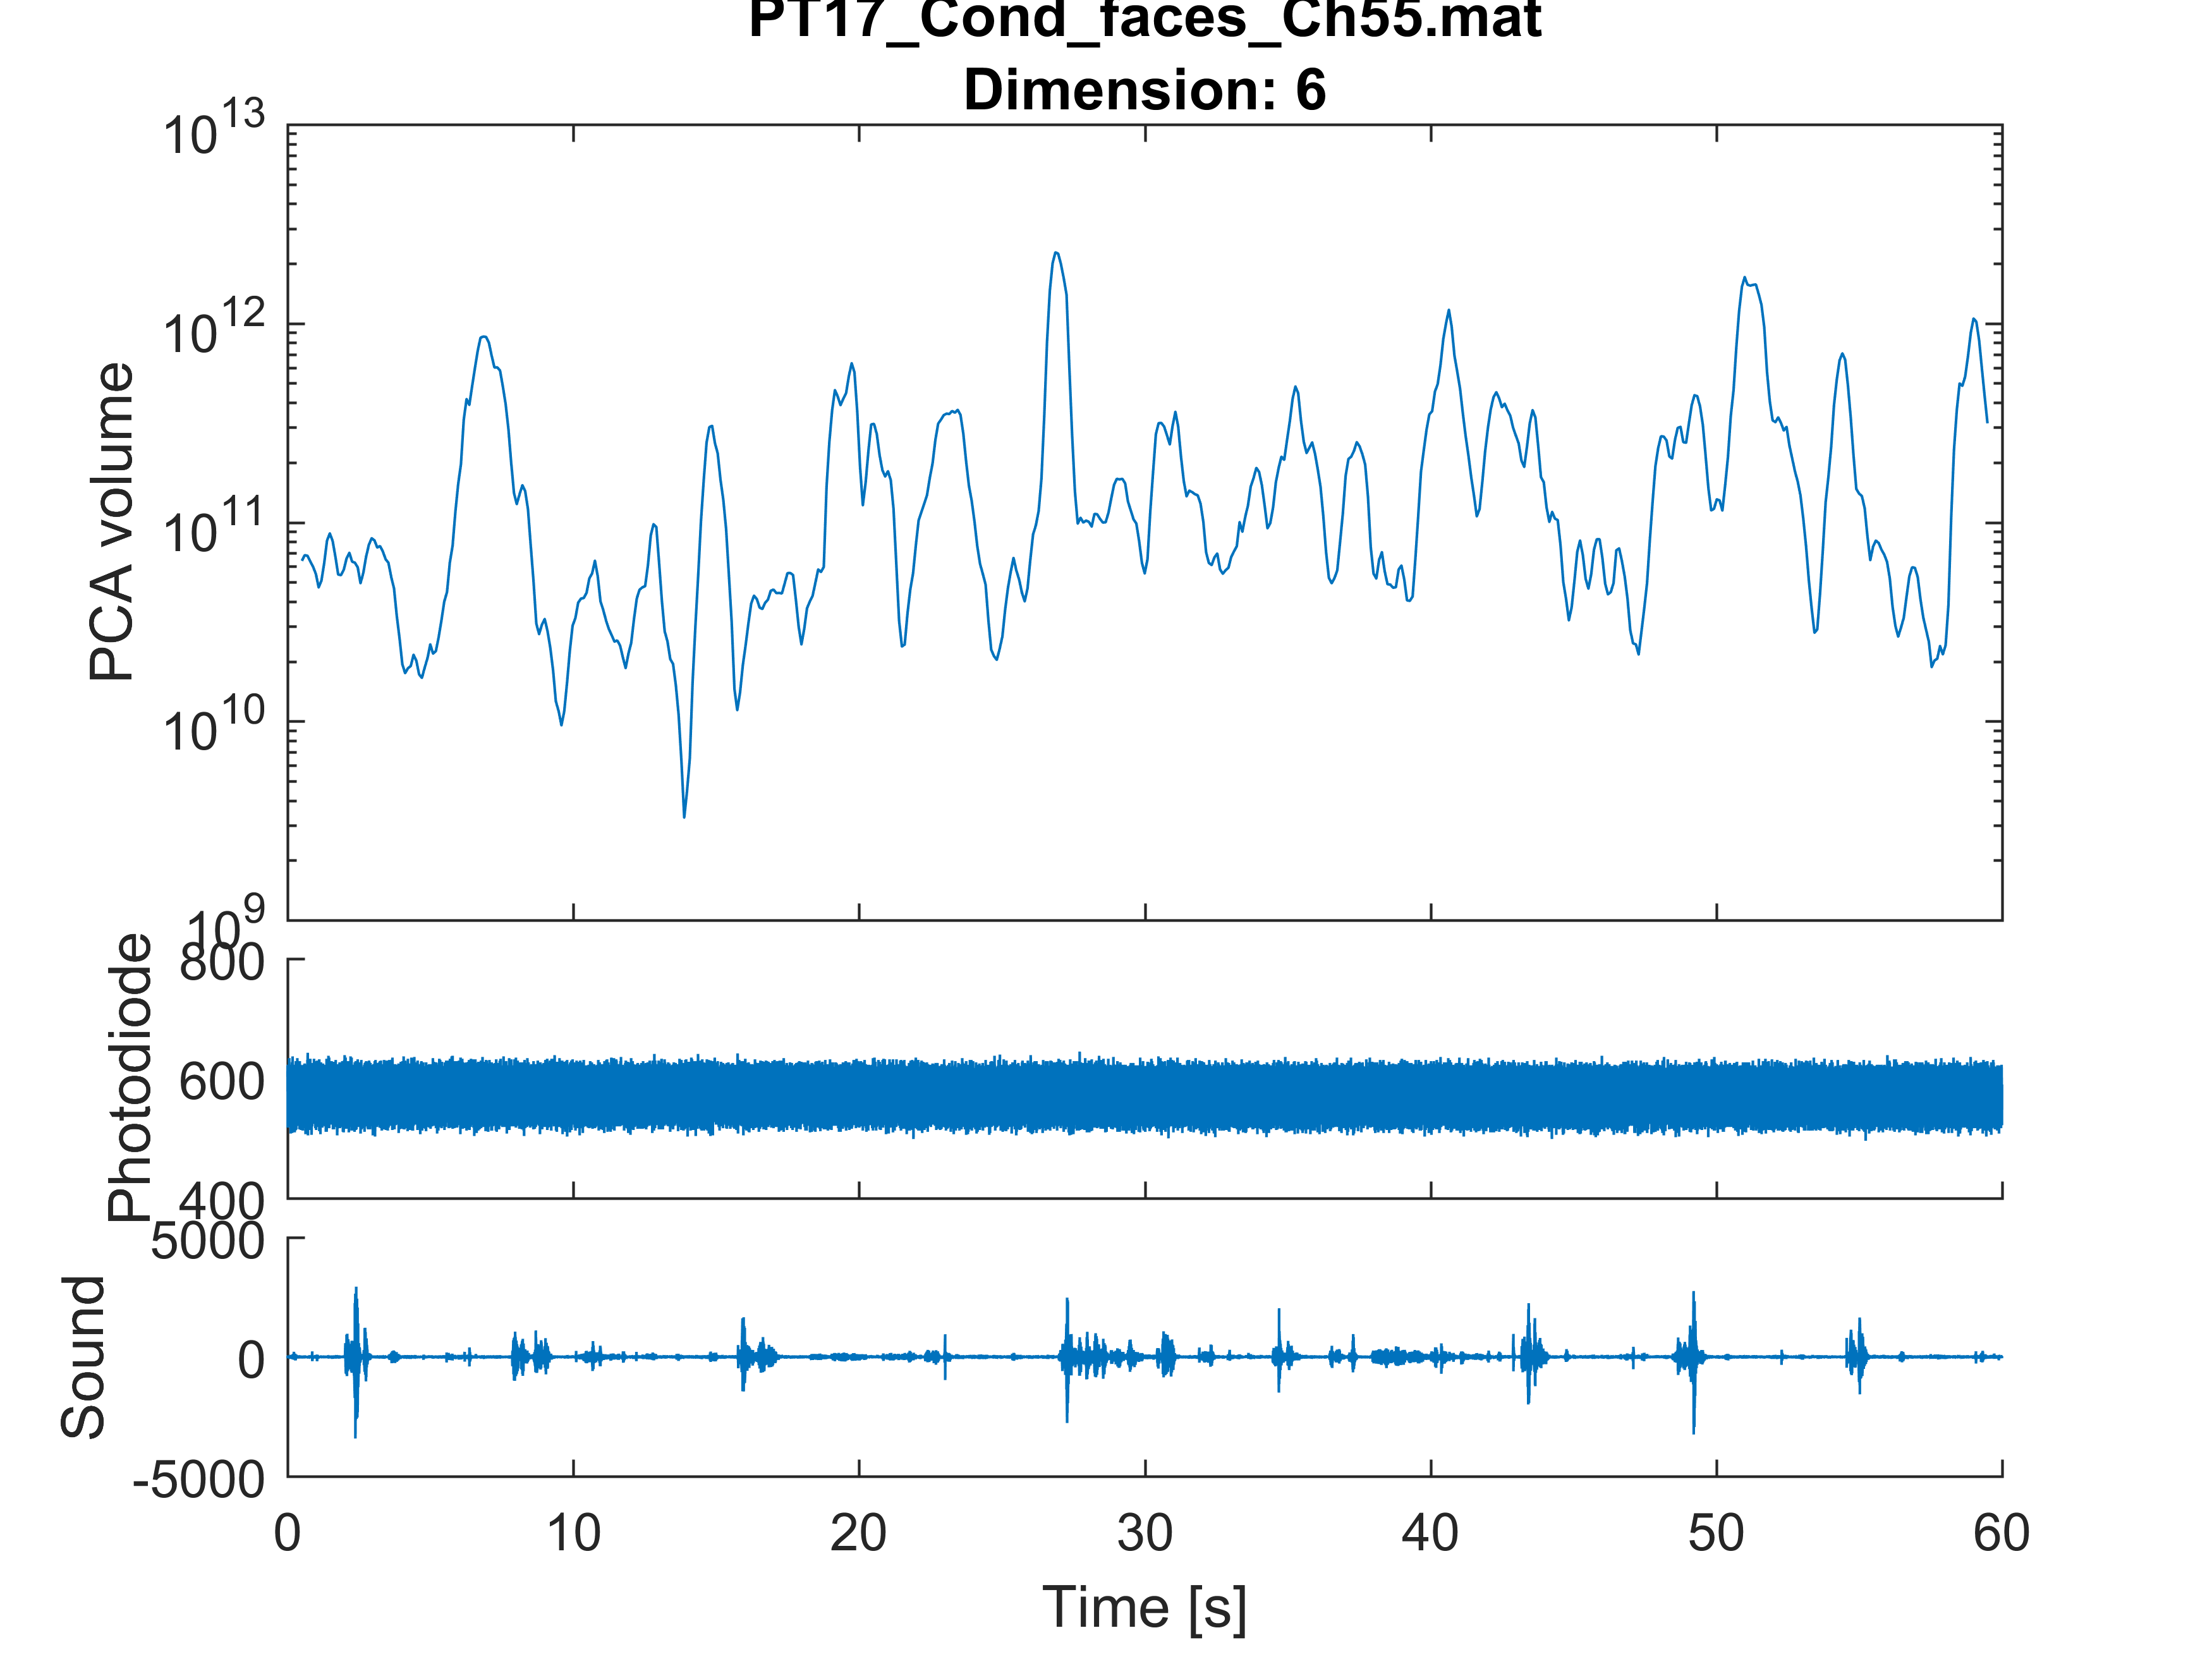 PT17_Cond_faces_Ch55.mat
Dimension: 6
PCA volume
10^13
10^12
10^11
10^10
10^9
Photodiode
800
600
400
Sound
5000
0
-5000
0 10 20 30 40 50 60
Time [s]